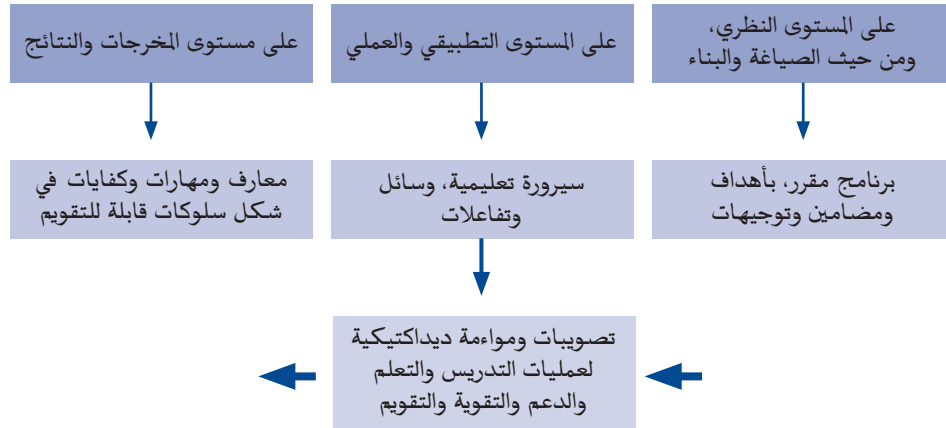 على المستوى النظري،
ومن حيث الصياغة والبناء
على المستوى التطبيقي والعملي
على مستوى المخرجات والنتائج
برنامج مقرر، بأهداف
ومضامين وتوجيهات
سيرورة تعليمية، وسائل
وتفاعلات
معارف ومهارات وكفايات في
شكل سلوكات قابلة للتقويم
تصويبات ومواءمة ديداكتيكية
لعمليات التدريس والتعلم
والدعم والتقوية والتقويم